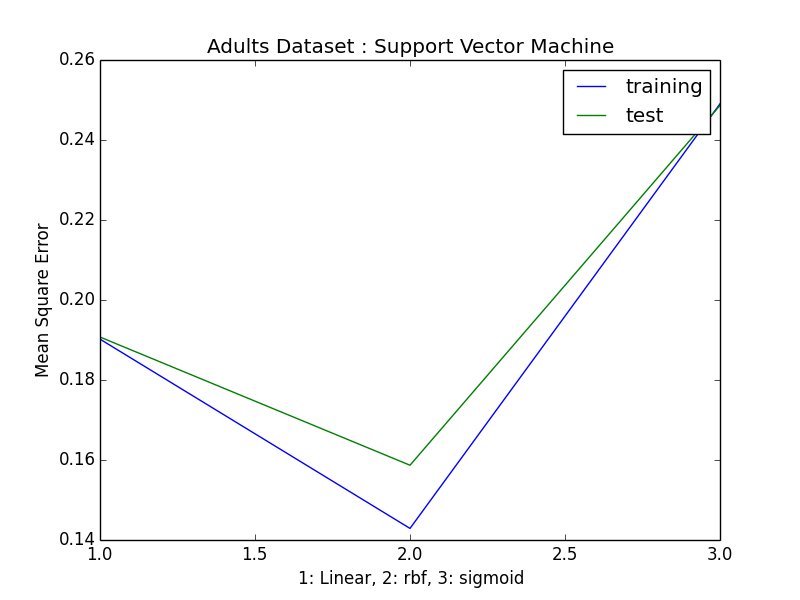 Adults Dataset : Support Vector Machine
0.26
0.24
0.22
0.20
0.18
0.16
0.14
Mean Square Error
training
test
1.0 1.5 2.0 2.5 3.0
1: Linear, 2: rbf, 3: sigmoid